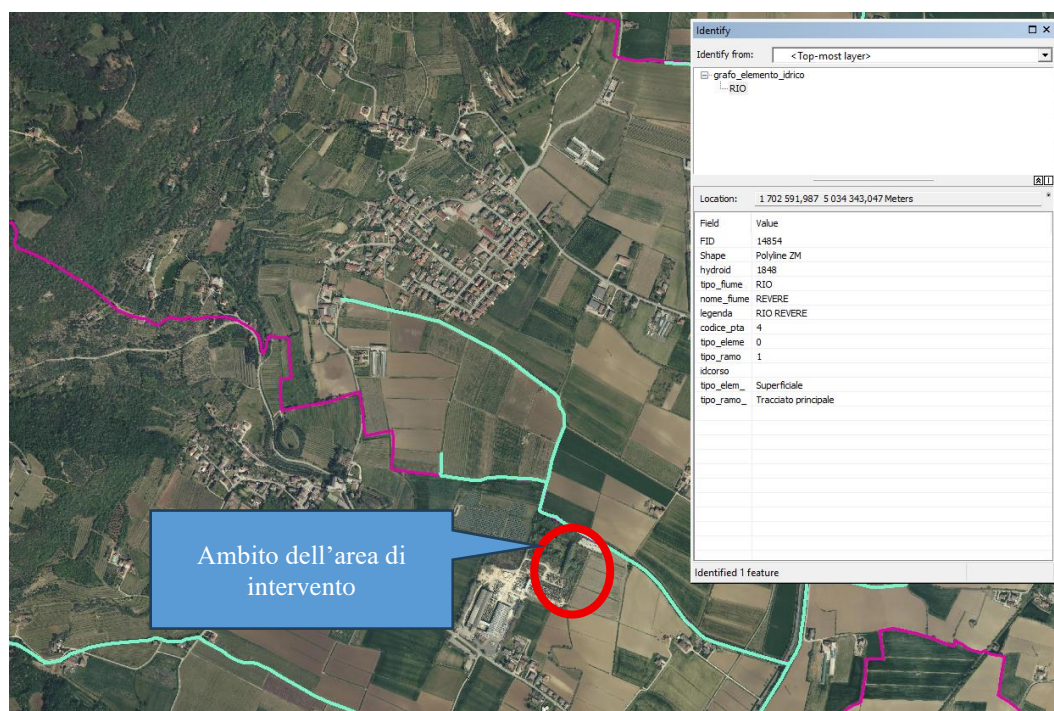 Identify
Identify from: <Top-most layer>
grafo_elemento_idrico
RIO
Location: 1 702 591,987 5 034 343,047 Meters
Field Value
FID 14854
Shape Polyline ZM
hydroid 1848
tipo_fiume RIO
nome_fiume REVERE
legenda RIO REVERE
codice_pta 4
tipo_eleme 0
tipo_ramo 1
idcorso
tipo_elem_ Superficiale
tipo_ramo_ Tracciato principale
Identified 1 feature
Ambito dell’area di
intervento